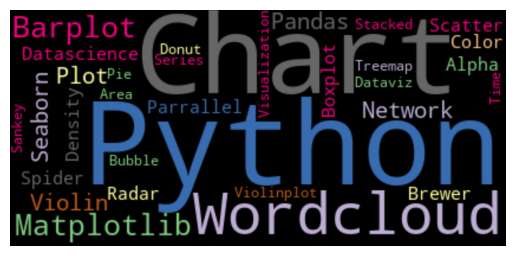 Barplot
Chart
Pandas
Stacked
Scatter
Datascience
Donut
Series
Visualization
Color
Plot
Pie
Boxplot
Treemap
Alpha
Seaborn
Area
Dataviz
Time
Density
Parrallel
Network
Sankey
Python
Bubble
Spider
Radar
Violinplot
Brewer
Violin
Wordcloud
Matplotlib